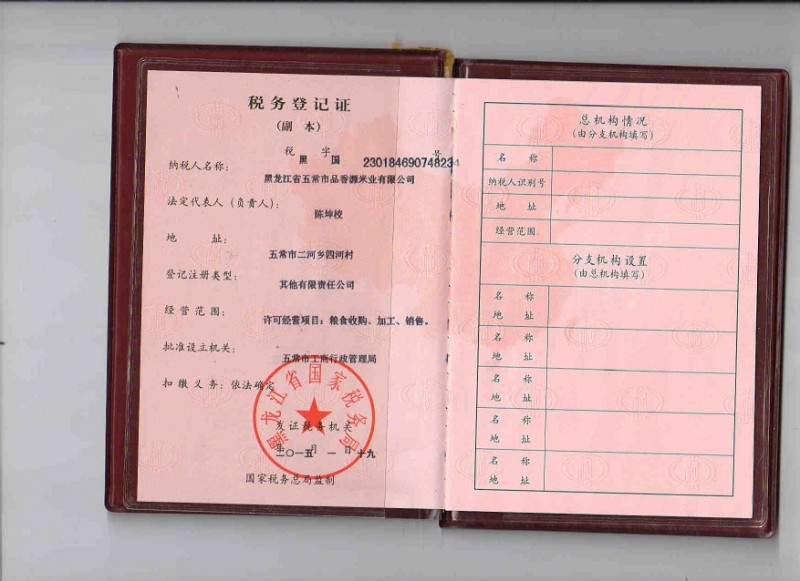 税务登记证
(副 本)
税 字 号
黑 国 230184690748234
纳税人名称:
黑龙江省五常市品香源米业有限公司
法定代表人(负责人):
陈坤校
地 址:
五常市二河乡四河村
登记注册类型:
其他有限责任公司
经营范围:
许可经营项目:粮食收购、加工、销售。
批准设立机关:
五常市工商行政管理局
扣缴义务:依法确定
黑龙江省国家税务局
发证税务机关
年 月 日
二〇一五 一 十九
国家税务总局监制
总机构情况
(由分支机构填写)
名 称
纳税人识别号
地 址
经营范围
分支机构设置
(由总机构填写)
名 称
地 址
名 称
地 址
名 称
地 址
名 称
地 址
名 称
地 址